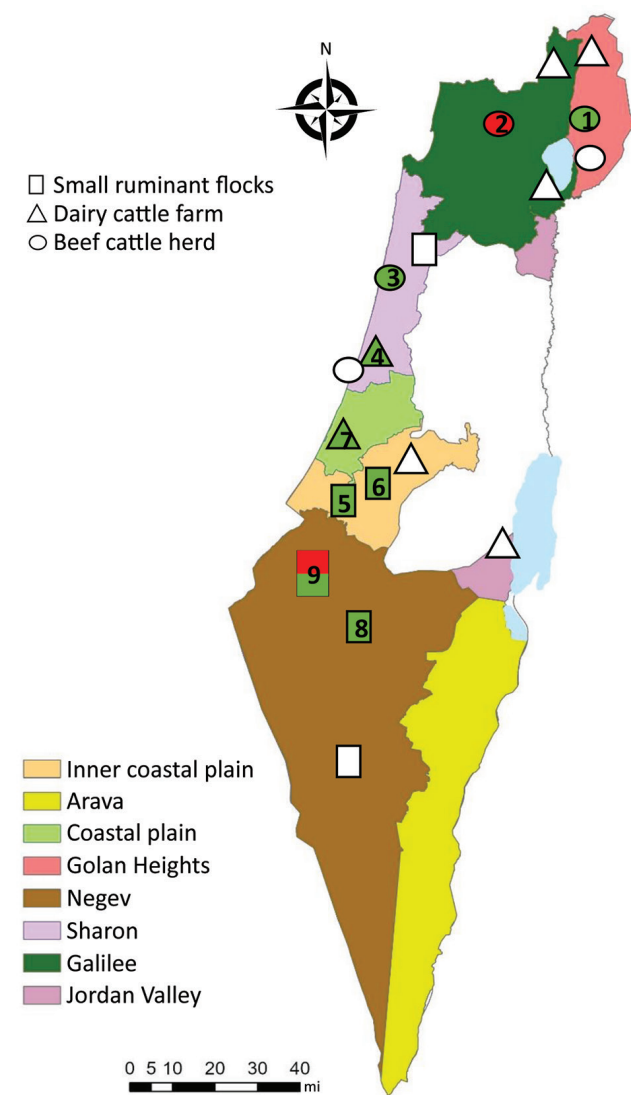 N
Small ruminant flocks
Dairy cattle farm
Beef cattle herd
1
2
3
4
7
6
5
9
8
Inner coastal plain
Arava
Coastal plain
Golan Heights
Negev
Sharon
Galilee
Jordan Valley
0 5 10 20 30 40
mi